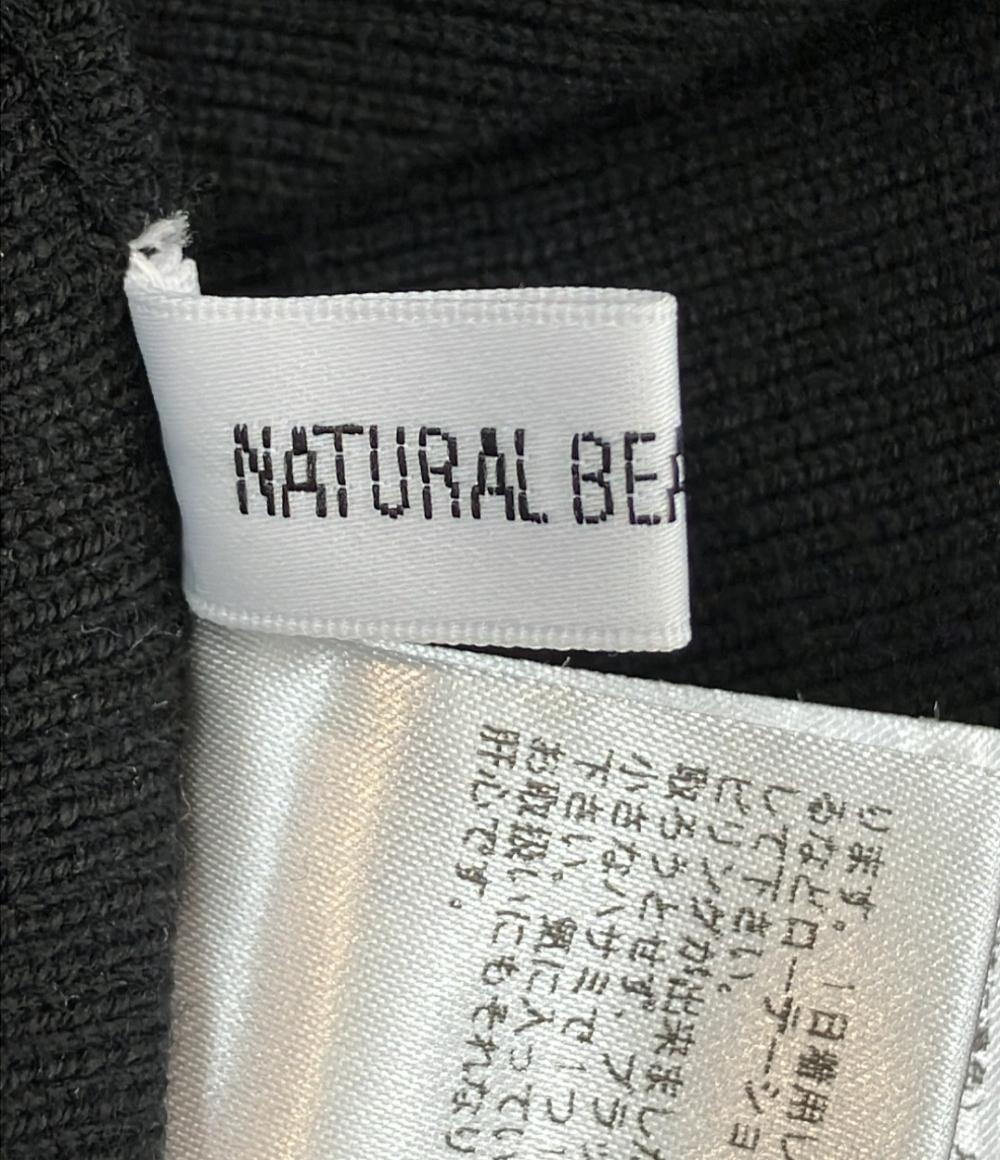 NATURAL BEA
ります。１日着用し
るなどローテーショ
して下さい。
ピリングが出来まし
取ろうとせず、ブラッ
小さなハサミで１つ
下さい。
お取扱いにもそれなり
肝心です。気に入ってい